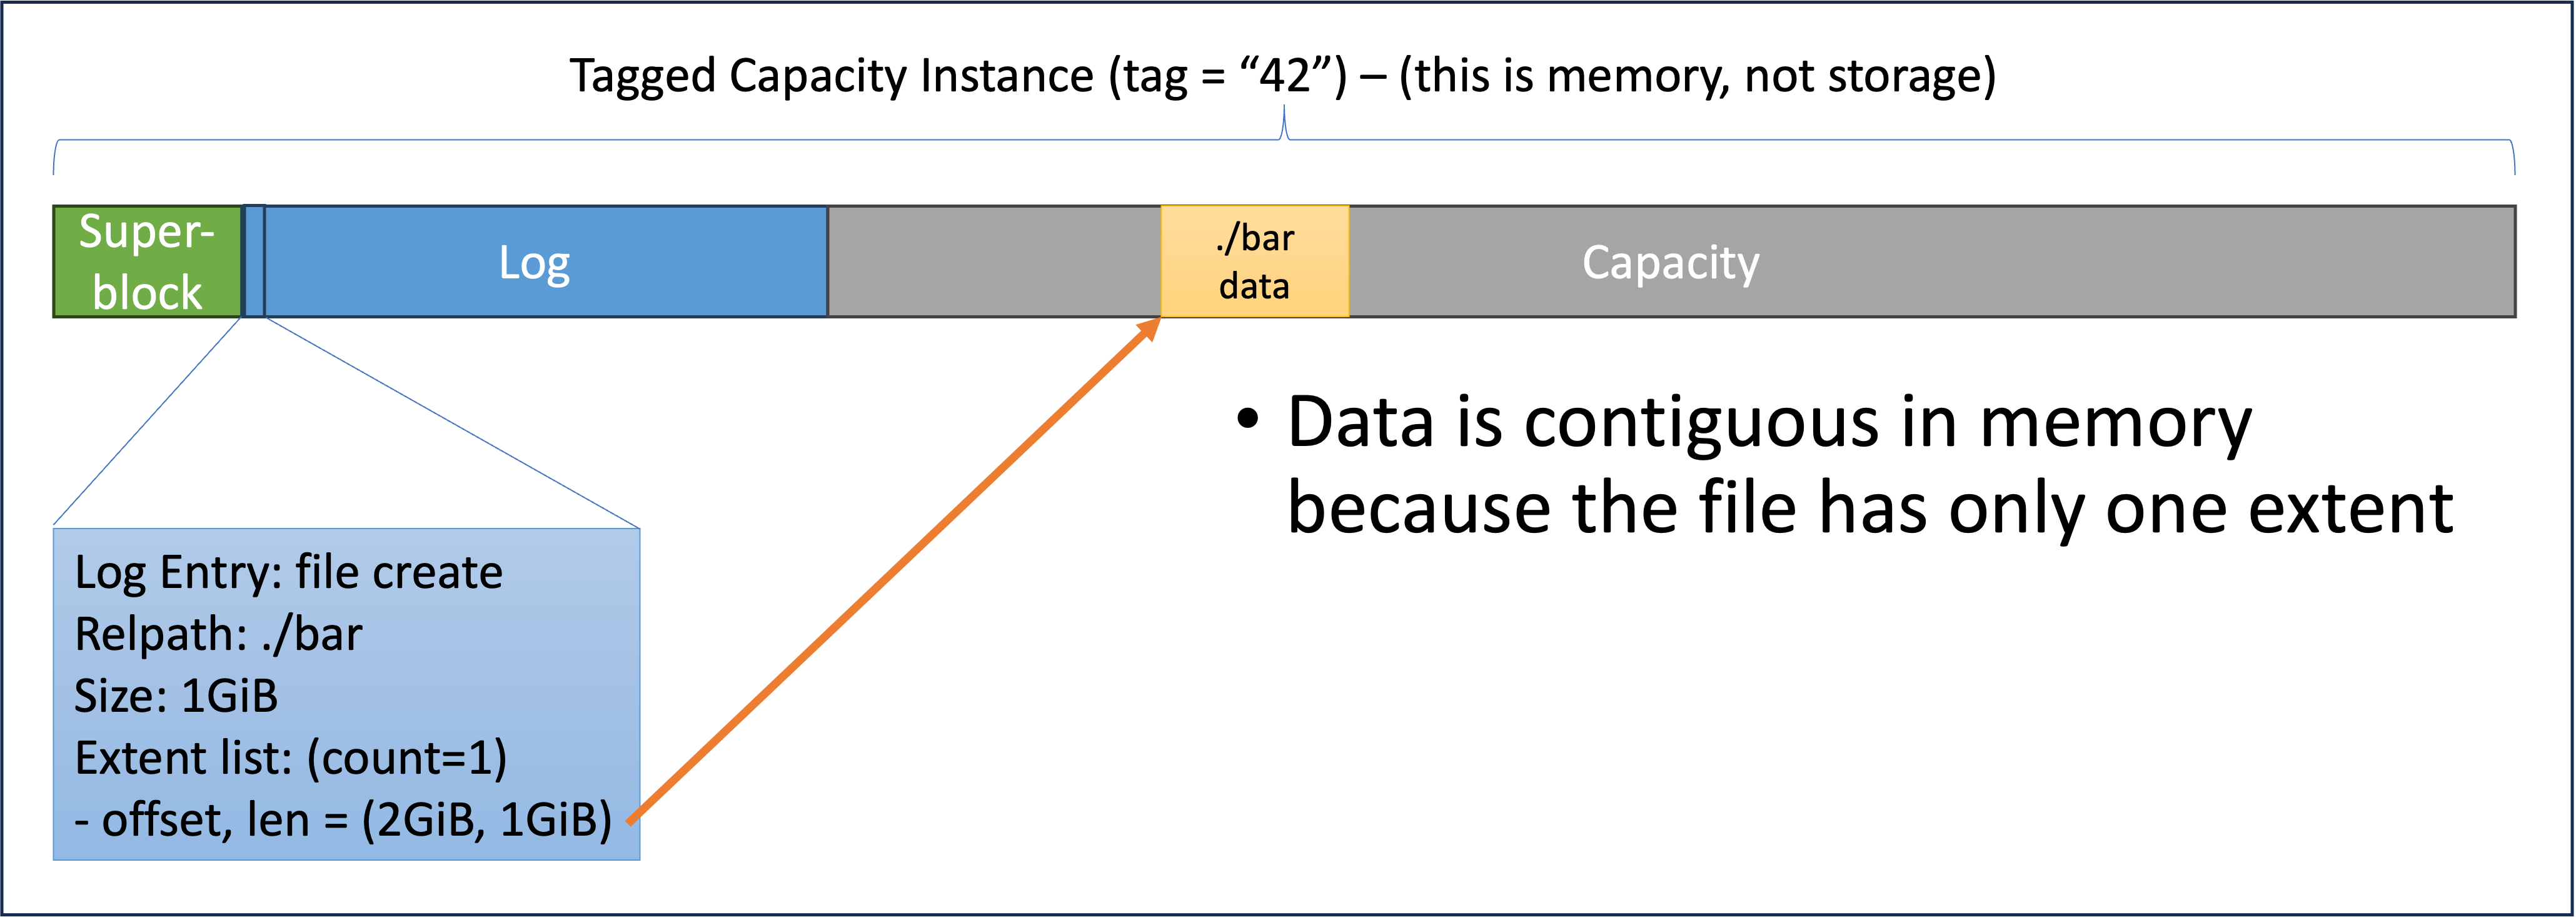 Tagged Capacity Instance (tag = “42”) – (this is memory, not storage)
Super-
block
Log
./bar
data
Capacity
• Data is contiguous in memory
because the file has only one extent
Log Entry: file create
Relpath: ./bar
Size: 1GiB
Extent list: (count=1)
- offset, len = (2GiB, 1GiB)